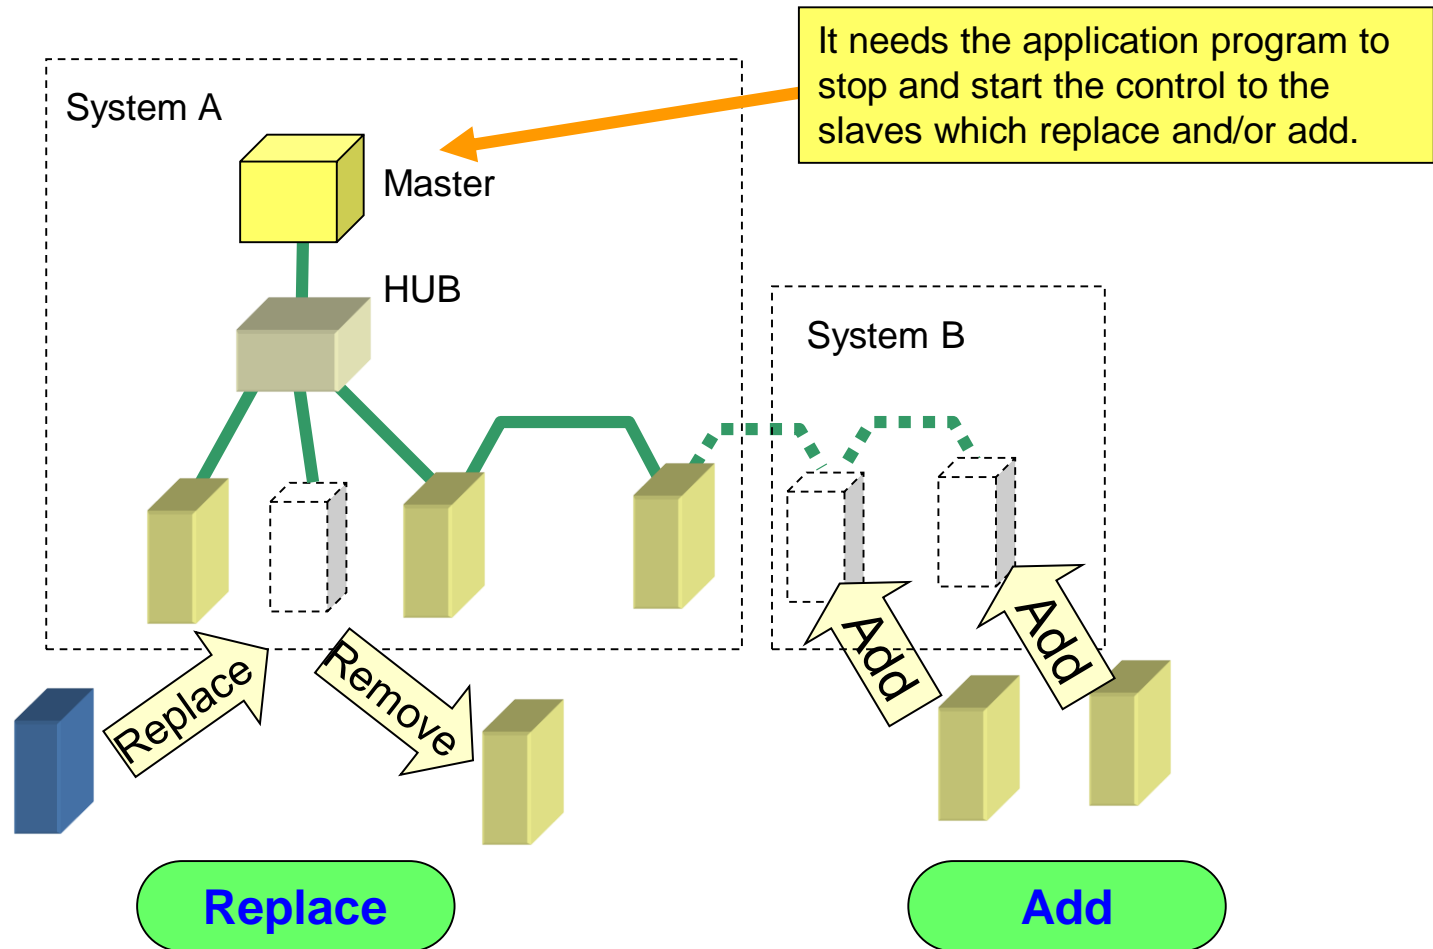 It needs the application program to
stop and start the control to the
slaves which replace and/or add.
System A
Master
HUB
System B
Replace
Remove
Add
Add
Replace
Add